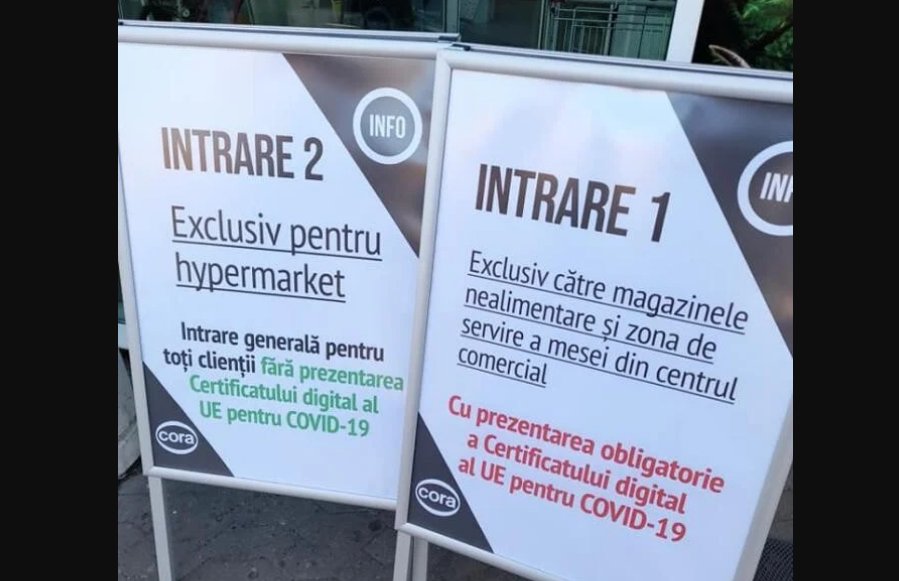 INTRARE 2
INFO
Exclusiv pentru
hypermarket
Intrare generală pentru
toți clienții fără prezentarea
Certificatului digital al
UE pentru COVID-19
cora
INTRARE 1
Exclusiv către magazinele
nealimentare și zona de
servire a mesei din centrul
comercial
Cu prezentarea obligatorie
a Certificatului digital
al UE pentru COVID-19
cora